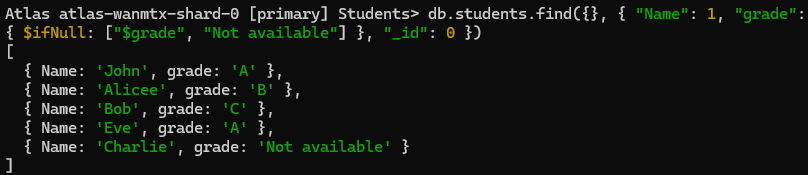 Atlas atlas-wanmtx-shard-0 [primary] Students> db.students.find({}, { "Name": 1, "grade":
{ $ifNull: ["$grade", "Not available"] }, "_id": 0 })
[
  { Name: 'John', grade: 'A' },
  { Name: 'Alicee', grade: 'B' },
  { Name: 'Bob', grade: 'C' },
  { Name: 'Eve', grade: 'A' },
  { Name: 'Charlie', grade: 'Not available' }
]